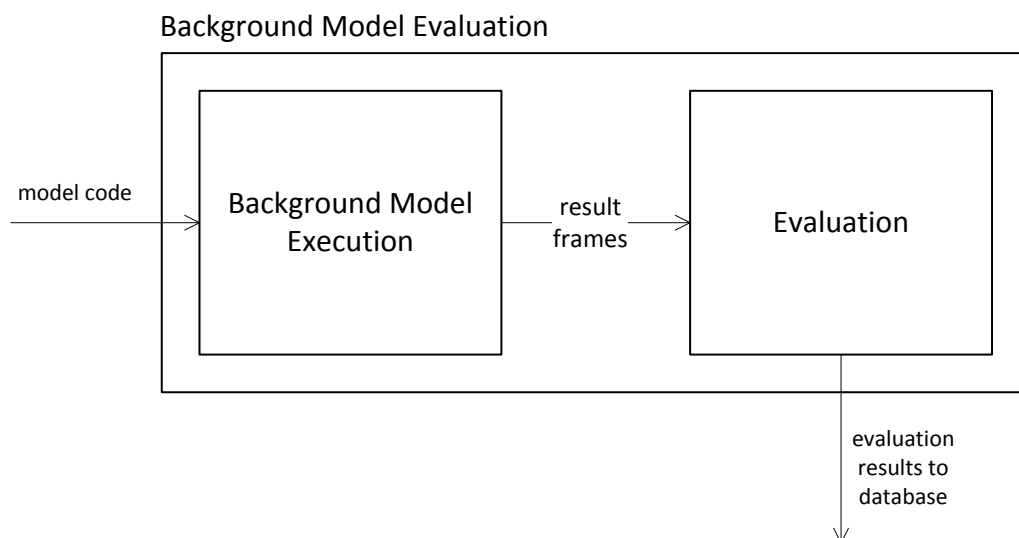 Background Model Evaluation
model code
Background Model
Execution
result
frames
Evaluation
evaluation
results to
database